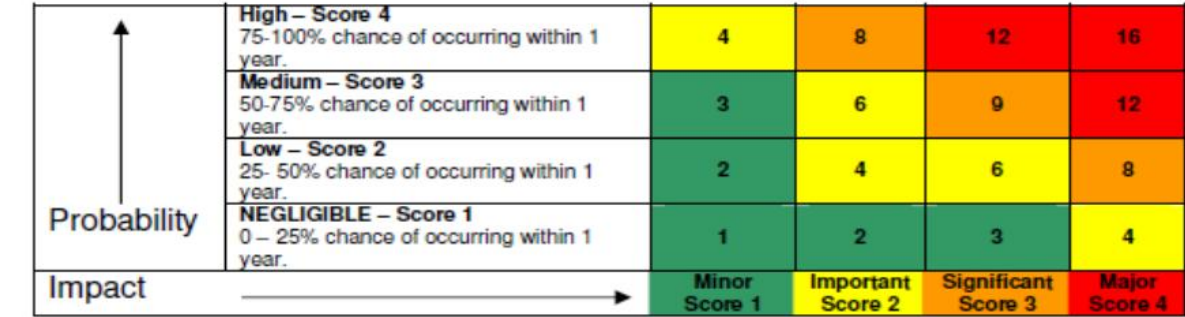 High – Score 4
75-100% chance of occurring within 1
year.
4 8 12 16
Medium – Score 3
50-75% chance of occurring within 1
year.
3 6 9 12
Low – Score 2
25- 50% chance of occurring within 1
year.
2 4 6 8
Probability
NEGLIGIBLE – Score 1
0 – 25% chance of occurring within 1
year.
1 2 3 4
Impact
Minor
Score 1
Important
Score 2
Significant
Score 3
Major
Score 4